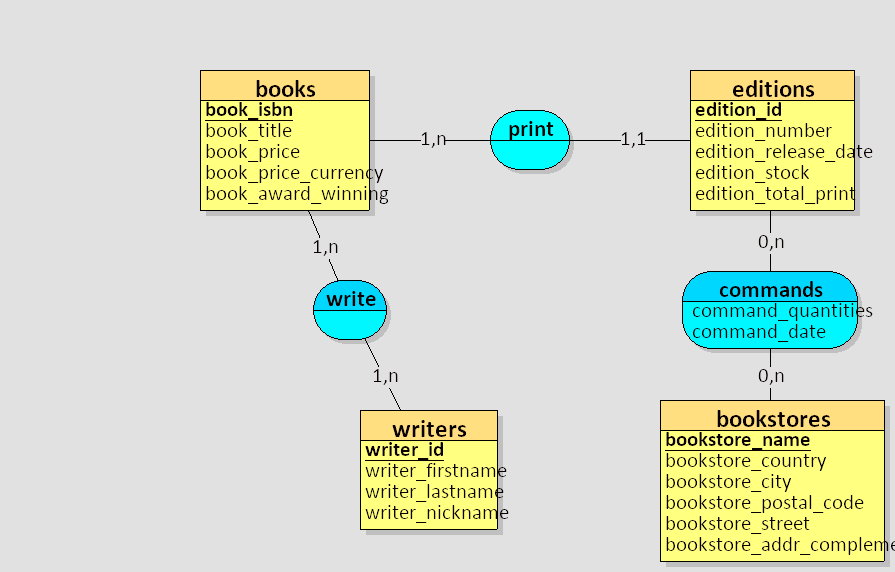 books
book_isbn
book_title
book_price
book_price_currency
book_award_winning
1,n
print
1,1
editions
edition_id
edition_number
edition_release_date
edition_stock
edition_total_print
1,n
write
1,n
writers
writer_id
writer_firstname
writer_lastname
writer_nickname
0,n
commands
command_quantities
command_date
0,n
bookstores
bookstore_name
bookstore_country
bookstore_city
bookstore_postal_code
bookstore_street
bookstore_addr_compleme